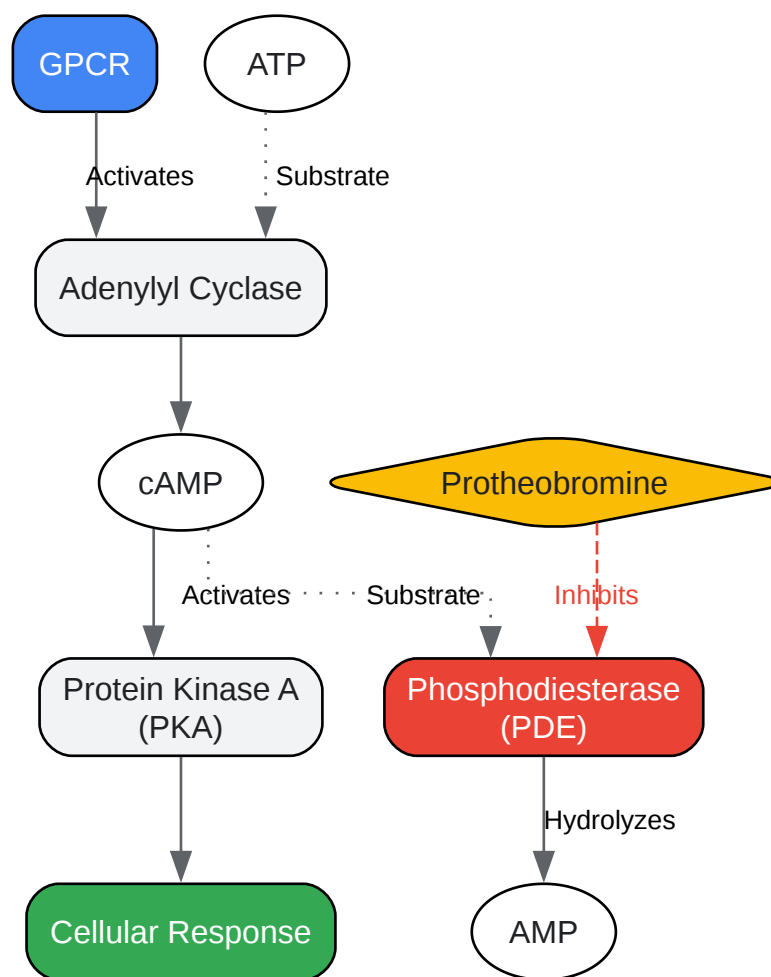 GPCR
ATP
Activates
Substrate
Adenylyl Cyclase
cAMP
Protheobromine
Activates
Substrate
Inhibits
Protein Kinase A
(PKA)
Phosphodiesterase
(PDE)
Hydrolyzes
Cellular Response
AMP